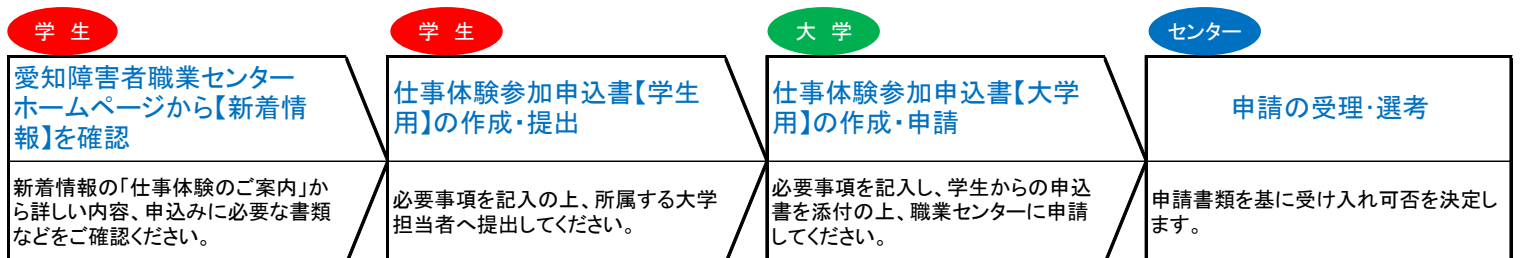 学 生
愛知障害者職業センター
ホームページから【新着情
報】を確認
新着情報の「仕事体験のご案内」か
ら詳しい内容、申込みに必要な書類
などをご確認ください。
学 生
仕事体験参加申込書【学生
用】の作成・提出
必要事項を記入の上、所属する大学
担当者へ提出してください。
大 学
仕事体験参加申込書【大学
用】の作成・申請
必要事項を記入し、学生からの申込
書を添付の上、職業センターに申請
してください。
センター
申請の受理・選考
申請書類を基に受け入れ可否を決定し
ます。